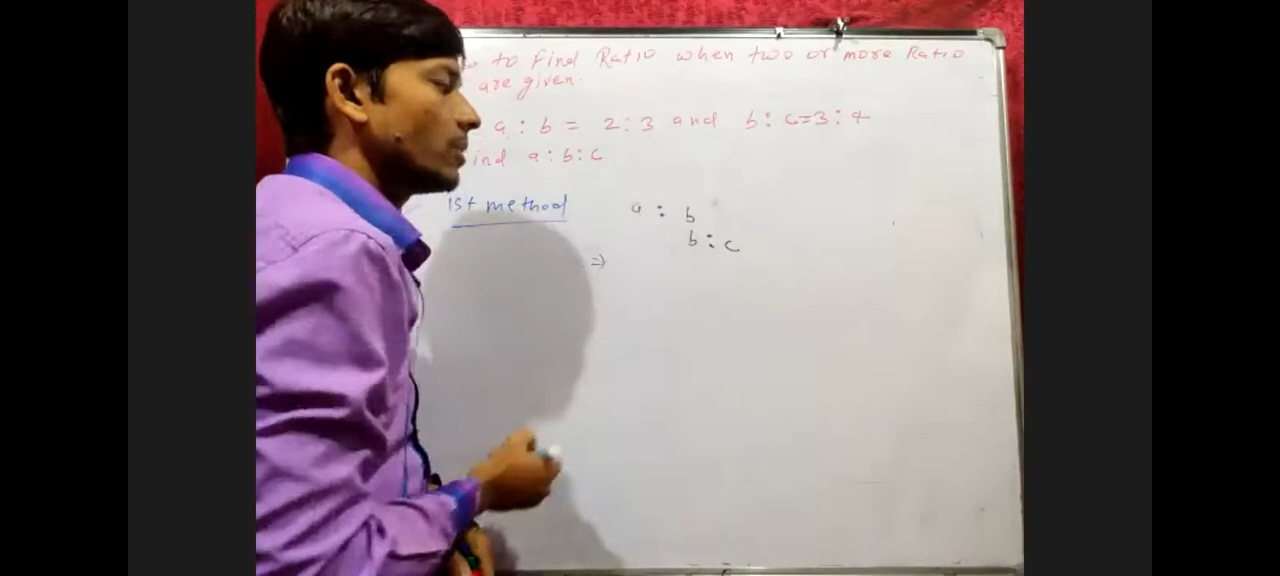 to Find Ratio when two or more Ratio
are given.
a : b = 2 : 3 and b : c = 3 : 4
ind a : b : c
1st method
a : b
b : c
⇒